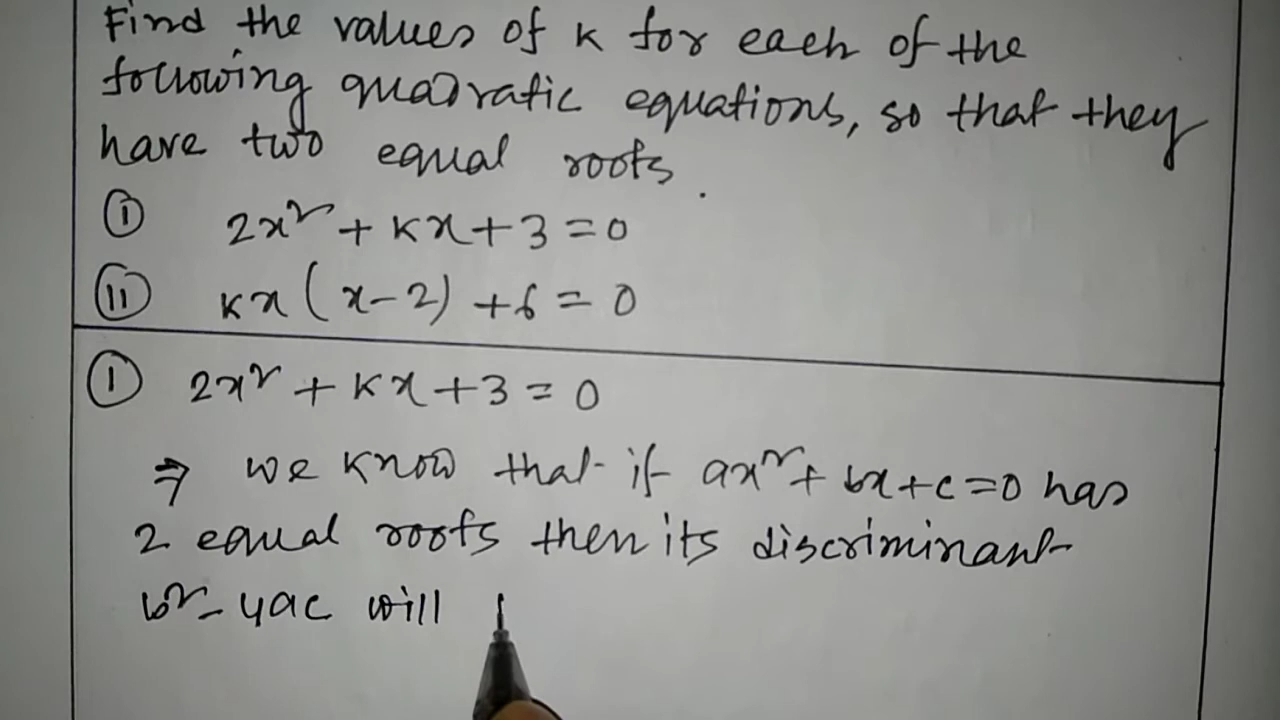 Find the values of k for each of the
following quadratic equations, so that they
have two equal roots.
(i) 2x² + kx + 3 = 0
(ii) kx (x-2) + 6 = 0
(i) 2x² + kx + 3 = 0
⇒ we know that if ax² + bx + c = 0 has
2 equal roots then its discriminant
b² - 4ac will